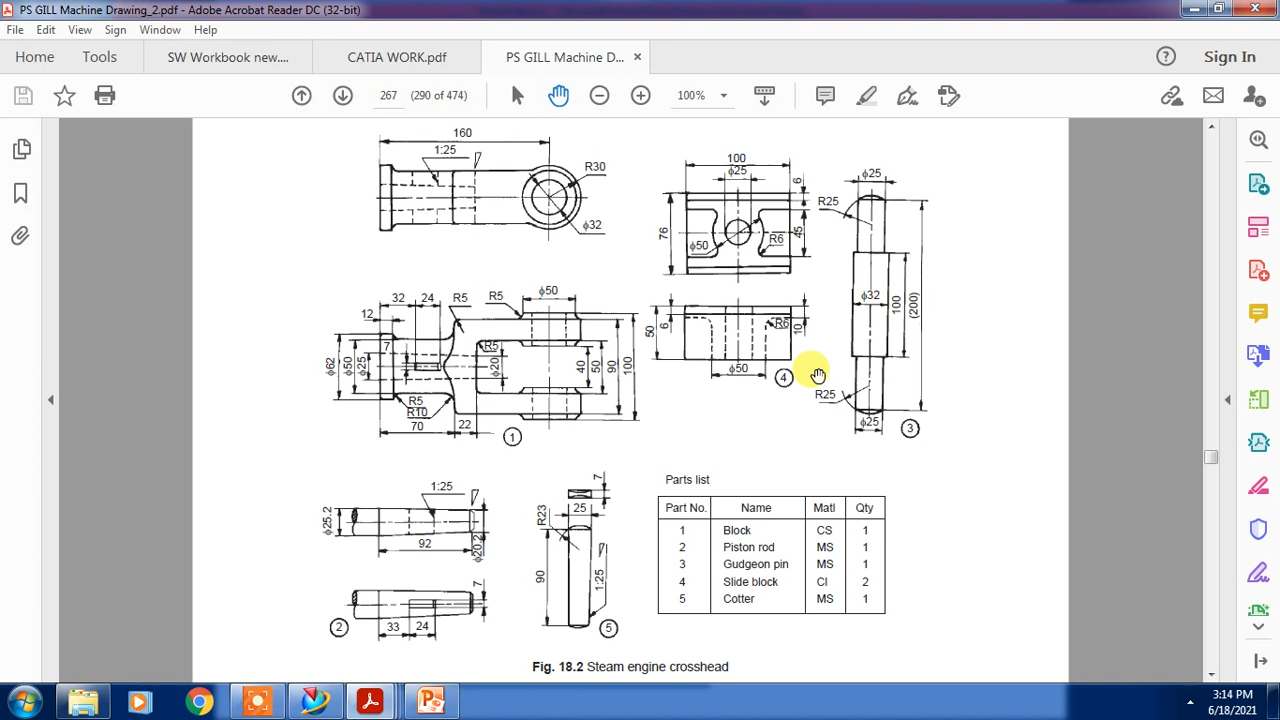 PS GILL Machine Drawing_2.pdf - Adobe Acrobat Reader DC (32-bit)
File Edit View Sign Window Help
Home Tools SW Workbook new.... CATIA WORK.pdf PS GILL Machine D... × Sign In
267 (290 of 474) 100%
160
1:25
R30
ϕ32
100
ϕ25
6
76
45
ϕ50
R6
ϕ25
R25
32 24
R5
R5
ϕ50
12
7
ϕ62
ϕ50
ϕ25
R5
ϕ20
40
50
90
100
R5
R10
70
22
1
50
6
R6
10
ϕ50
4
ϕ32
100
(200)
R25
ϕ25
3
1:25
ϕ25.2
92
ϕ20.2
7
33 24
2
7
25
R23
90
1:25
5
Parts list
Part No. Name Matl Qty
1 Block CS 1
2 Piston rod MS 1
3 Gudgeon pin MS 1
4 Slide block CI 2
5 Cotter MS 1
Fig. 18.2 Steam engine crosshead
3:14 PM
6/18/2021